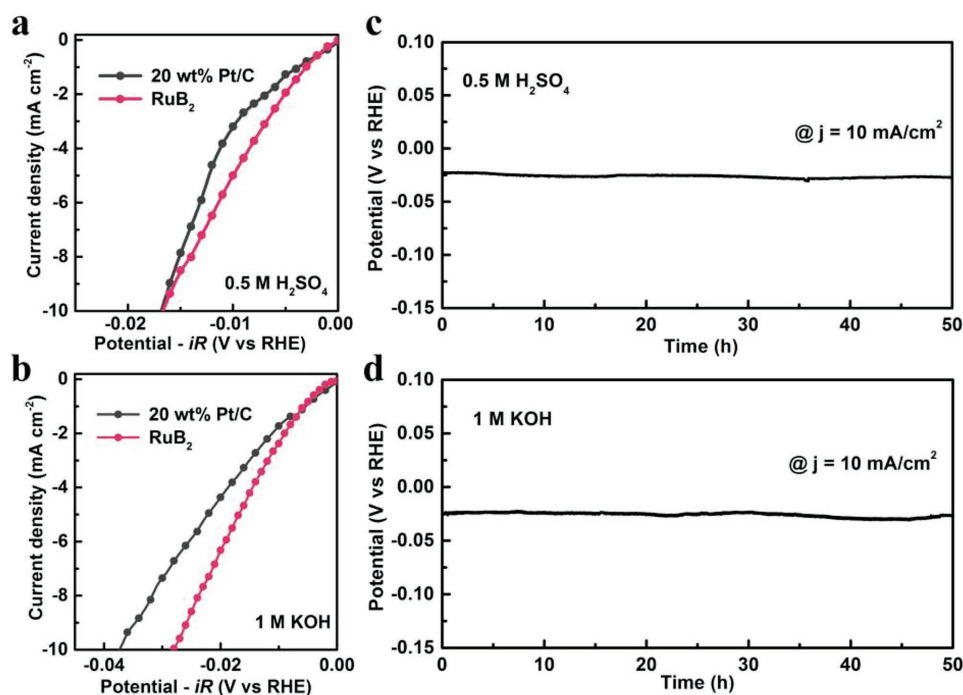 a
Current density (mA cm⁻²)
0
-2
-4
-6
-8
-10
20 wt% Pt/C
RuB₂
0.5 M H₂SO₄
-0.02
-0.01
0.00
Potential - iR (V vs RHE)
c
Potential (V vs RHE)
0.10
0.05
0.00
-0.05
-0.10
-0.15
0.5 M H₂SO₄
@ j = 10 mA/cm²
0
10
20
30
40
50
Time (h)
b
Current density (mA cm⁻²)
0
-2
-4
-6
-8
-10
20 wt% Pt/C
RuB₂
1 M KOH
-0.04
-0.02
0.00
Potential - iR (V vs RHE)
d
Potential (V vs RHE)
0.10
0.05
0.00
-0.05
-0.10
-0.15
1 M KOH
@ j = 10 mA/cm²
0
10
20
30
40
50
Time (h)